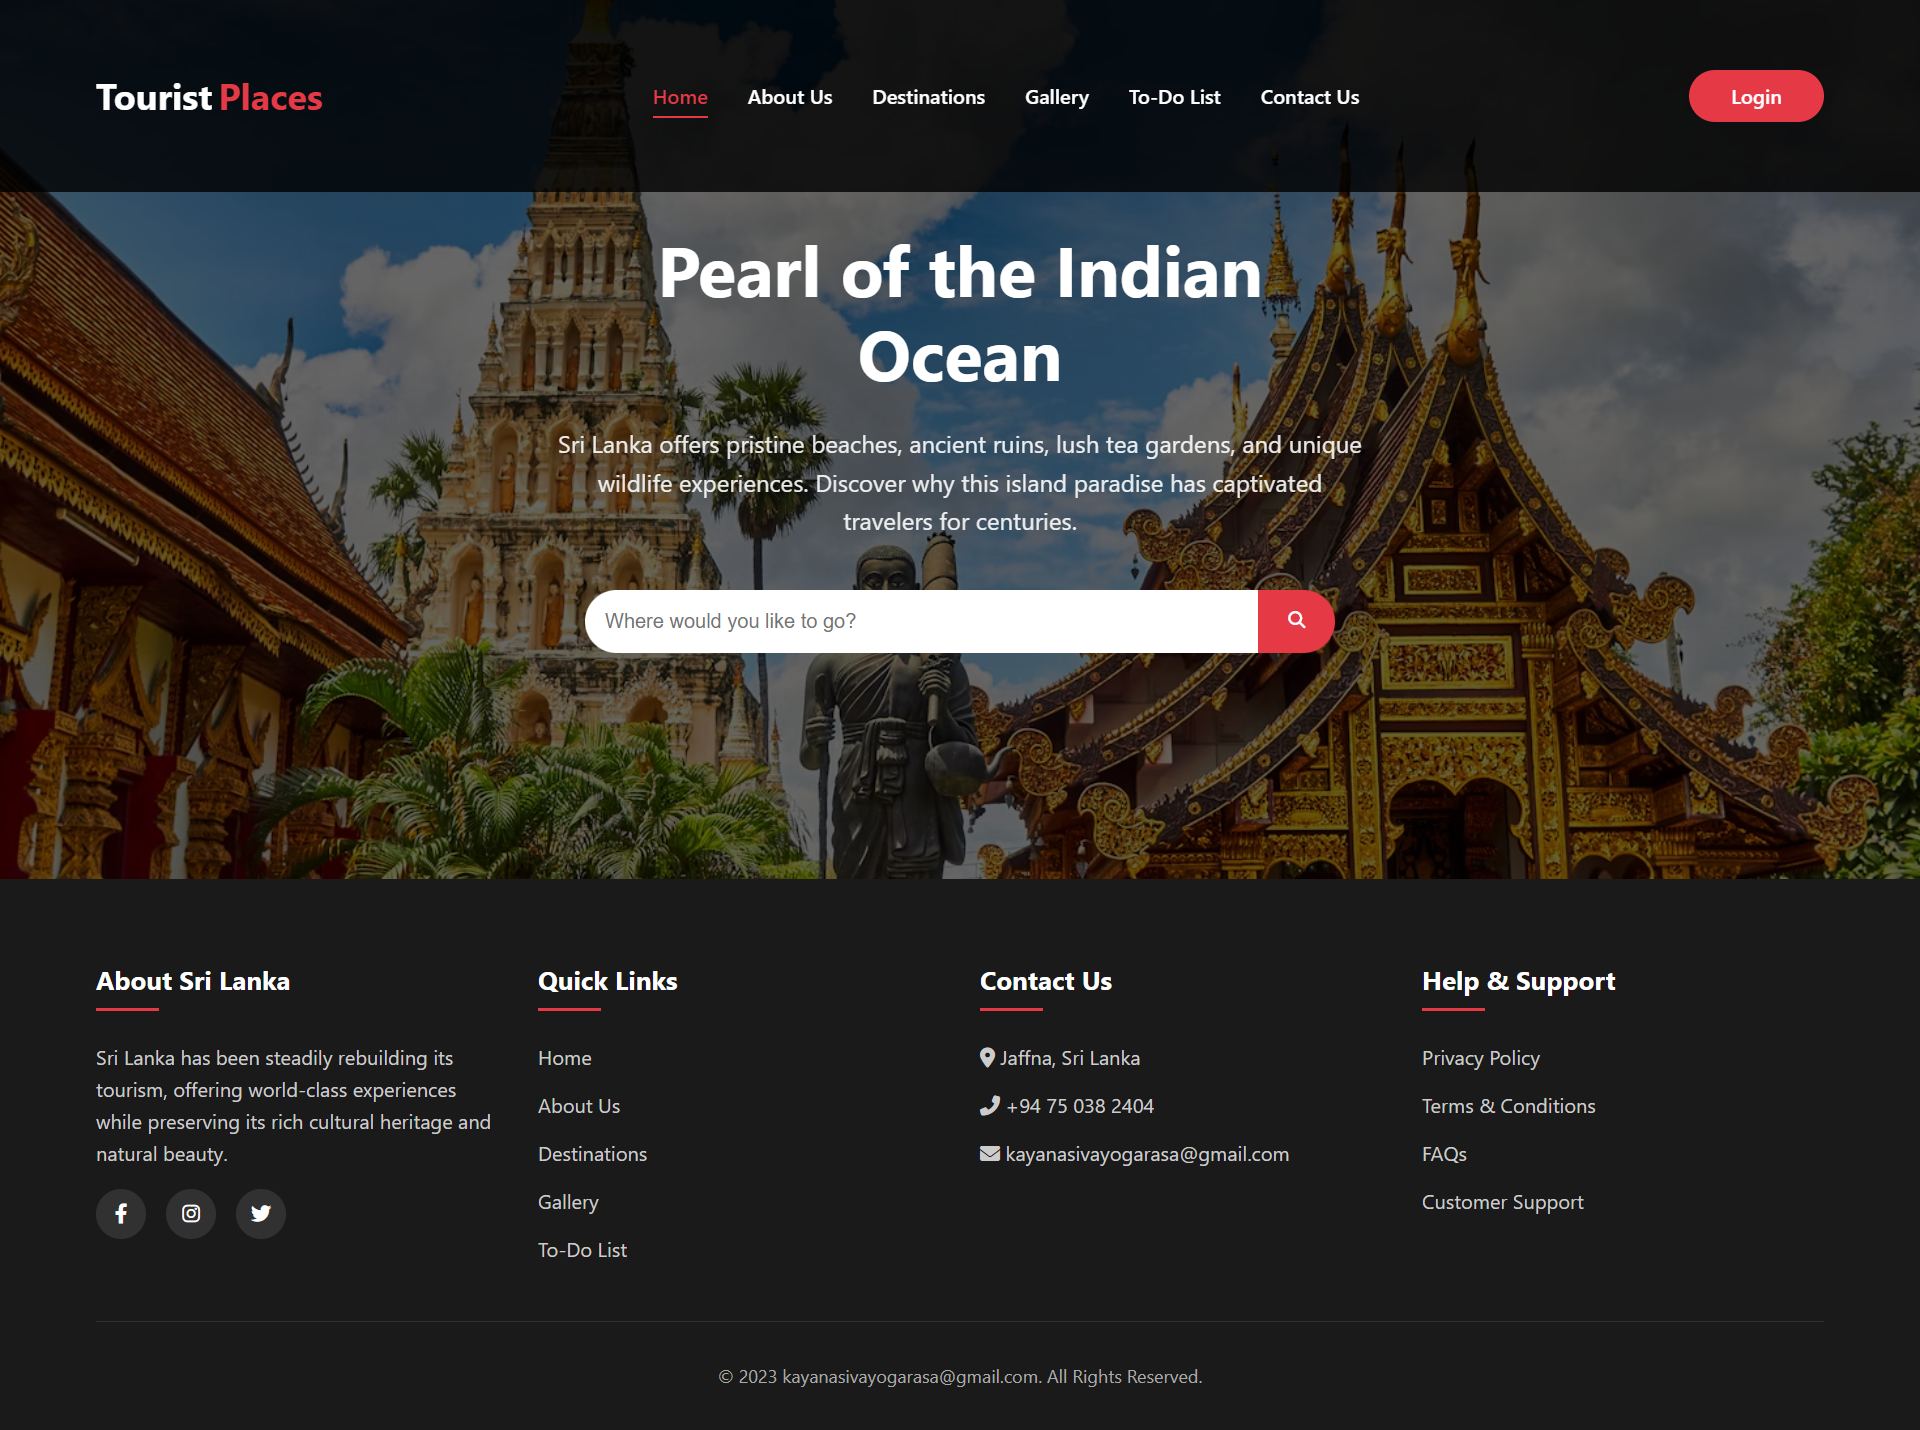 Tourist Places
Home
About Us
Destinations
Gallery
To-Do List
Contact Us
Login
Pearl of the Indian
Ocean
Sri Lanka offers pristine beaches, ancient ruins, lush tea gardens, and unique
wildlife experiences. Discover why this island paradise has captivated
travelers for centuries.
Where would you like to go?
About Sri Lanka
Sri Lanka has been steadily rebuilding its
tourism, offering world-class experiences
while preserving its rich cultural heritage and
natural beauty.
Quick Links
Home
About Us
Destinations
Gallery
To-Do List
Contact Us
Jaffna, Sri Lanka
+94 75 038 2404
kayanasivayogarasa@gmail.com
Help & Support
Privacy Policy
Terms & Conditions
FAQs
Customer Support
© 2023 kayanasivayogarasa@gmail.com. All Rights Reserved.